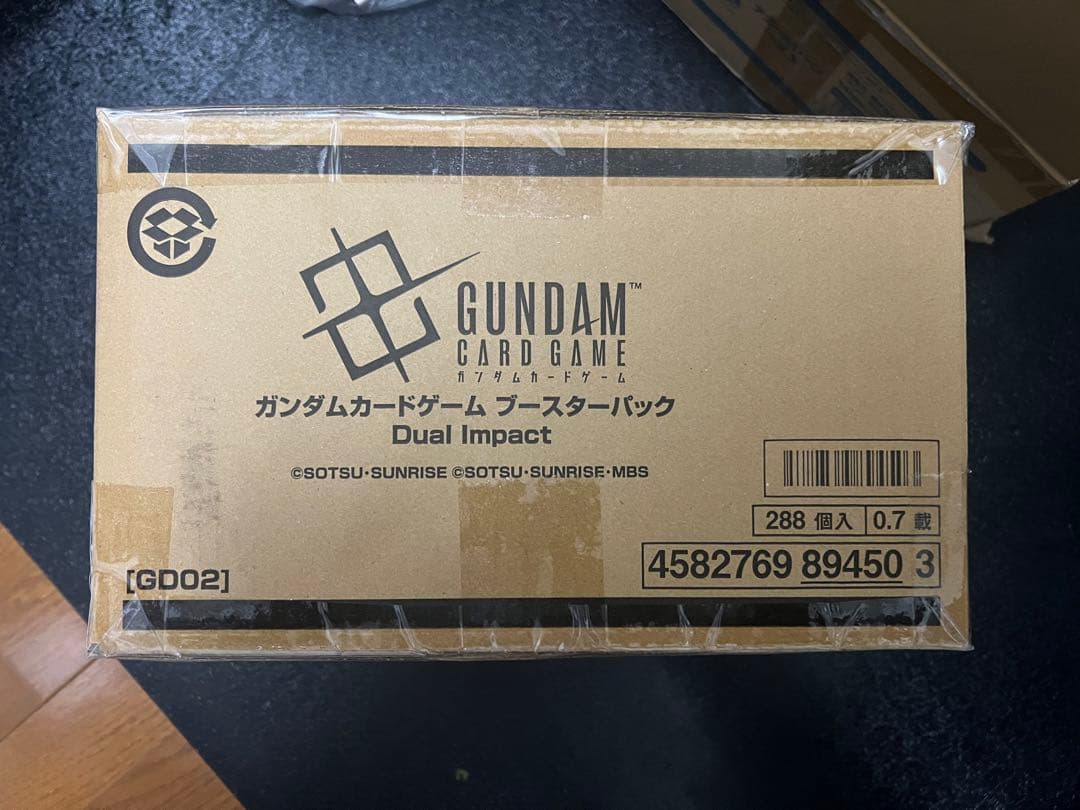 GUNDAM™
CARD GAME
ガンダムカードゲーム
ガンダムカードゲーム ブースターパック
Dual Impact
©SOTSU・SUNRISE ©SOTSU・SUNRISE・MBS
288 個入 0.7 載
4582769 89450 3
[GD02]